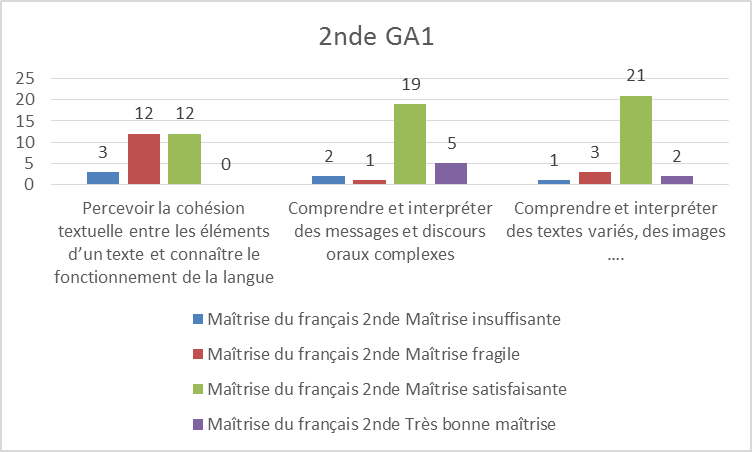 2nde GA1
25
20
15
10
5
0
3
12
12
0
2
1
19
5
1
3
21
2
Percevoir la cohésion
textuelle entre les éléments
d’un texte et connaître le
fonctionnement de la langue
Comprendre et interpréter
des messages et discours
oraux complexes
Comprendre et interpréter
des textes variés, des images
….
Maîtrise du français 2nde Maîtrise insuffisante
Maîtrise du français 2nde Maîtrise fragile
Maîtrise du français 2nde Maîtrise satisfaisante
Maîtrise du français 2nde Très bonne maîtrise